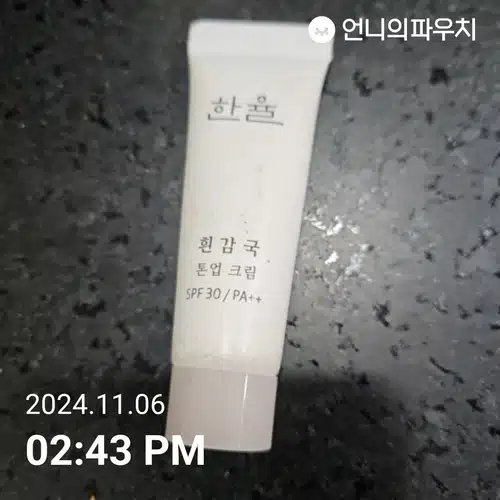 언니의파우치
한율
흰감국
톤업 크림
SPF 30/PA++
2024.11.06
02:43 PM